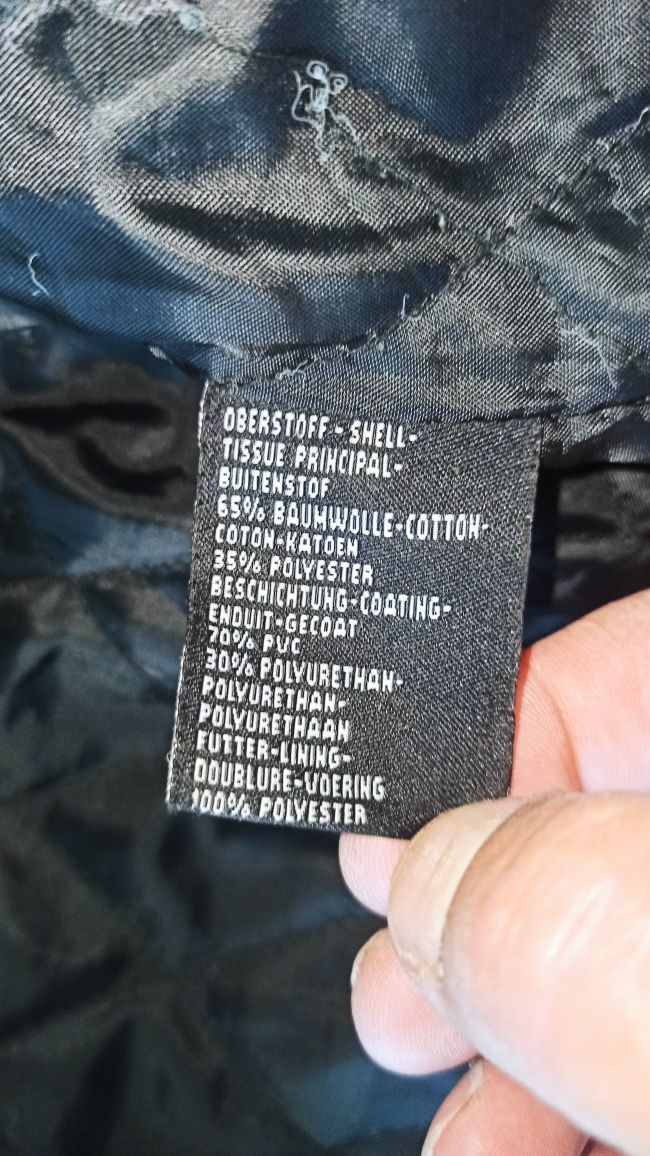 OBERSTOFF-SHELL-
TISSUE PRINCIPAL-
BUITENSTOF
65% BAUMWOLLE-COTTON-
COTON-KATOEN
35% POLYESTER
BESCHICHTUNG-COATING-
ENDUIT-GECOAT
70% PVC
30% POLYURETHAN-
POLYURETHAN-
POLYURETHAAN
FUTTER-LINING-
DOUBLURE-VOERING
100% POLYESTER